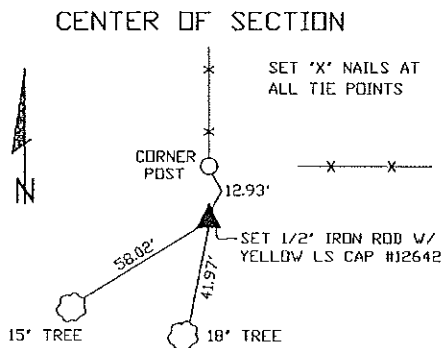 CENTER OF SECTION
SET "X" NAILS AT
ALL TIE POINTS
N
CORNER
POST
12.93'
SET 1/2" IRON ROD W/
YELLOW LS CAP #12642
58.02'
41.97'
15" TREE
18" TREE